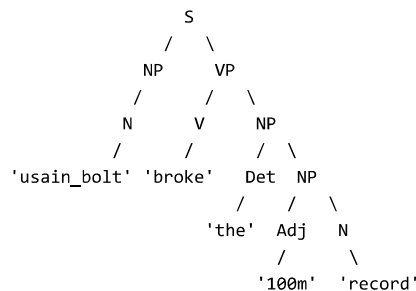 S
/ \
NP VP
/ / \
N V NP
/ / / \
'usain_bolt' 'broke' Det NP
/ / \
'the' Adj N
/ \
'100m' 'record'